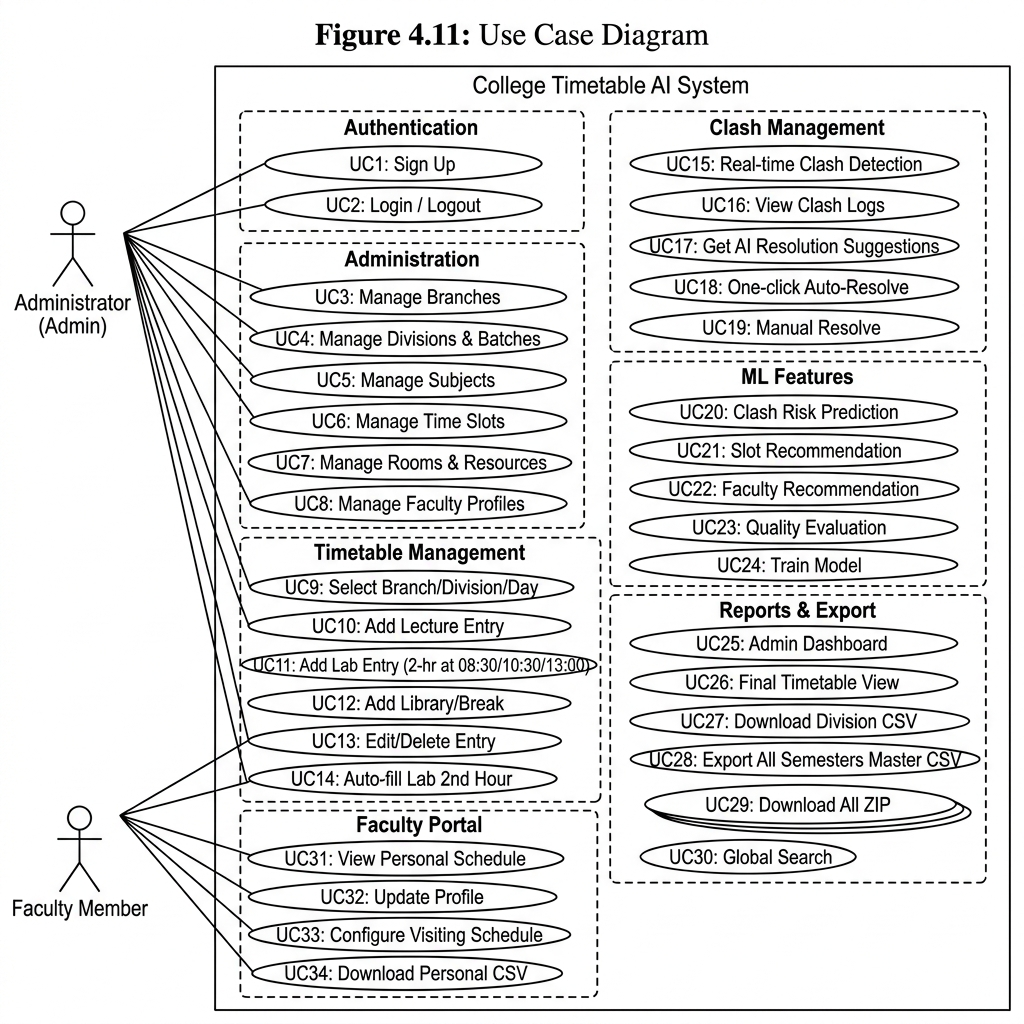 Figure 4.11: Use Case Diagram
College Timetable AI System
Authentication
UC1: Sign Up
UC2: Login / Logout
Administrator
(Admin)
Administration
UC3: Manage Branches
UC4: Manage Divisions & Batches
UC5: Manage Subjects
UC6: Manage Time Slots
UC7: Manage Rooms & Resources
UC8: Manage Faculty Profiles
Timetable Management
UC9: Select Branch/Division/Day
UC10: Add Lecture Entry
UC11: Add Lab Entry (2-hr at 08:30/10:30/13:00)
UC12: Add Library/Break
UC13: Edit/Delete Entry
UC14: Auto-fill Lab 2nd Hour
Faculty Member
Faculty Portal
UC31: View Personal Schedule
UC32: Update Profile
UC33: Configure Visiting Schedule
UC34: Download Personal CSV
Clash Management
UC15: Real-time Clash Detection
UC16: View Clash Logs
UC17: Get AI Resolution Suggestions
UC18: One-click Auto-Resolve
UC19: Manual Resolve
ML Features
UC20: Clash Risk Prediction
UC21: Slot Recommendation
UC22: Faculty Recommendation
UC23: Quality Evaluation
UC24: Train Model
Reports & Export
UC25: Admin Dashboard
UC26: Final Timetable View
UC27: Download Division CSV
UC28: Export All Semesters Master CSV
UC29: Download All ZIP
UC30: Global Search